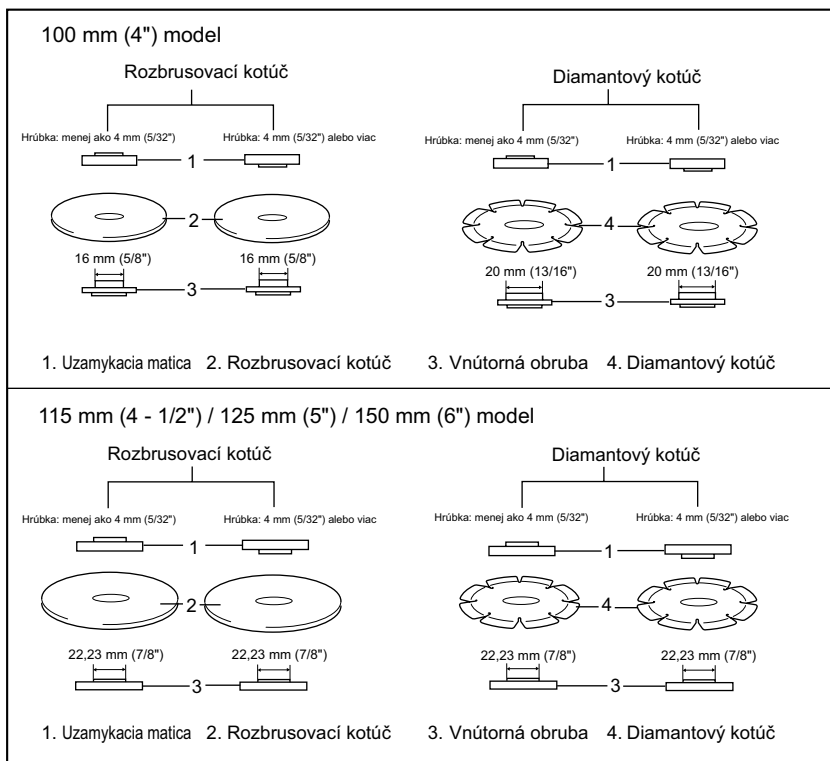 100 mm (4") model
Rozbrusovací kotúč
Diamantový kotúč
Hrúbka: menej ako 4 mm (5/32")
Hrúbka: 4 mm (5/32") alebo viac
Hrúbka: menej ako 4 mm (5/32")
Hrúbka: 4 mm (5/32") alebo viac
1
1
2
4
16 mm (5/8")
16 mm (5/8")
20 mm (13/16")
20 mm (13/16")
3
3
1. Uzamykacia matica 2. Rozbrusovací kotúč 3. Vnútorná obruba 4. Diamantový kotúč
115 mm (4 - 1/2") / 125 mm (5") / 150 mm (6") model
Rozbrusovací kotúč
Diamantový kotúč
Hrúbka: menej ako 4 mm (5/32")
Hrúbka: 4 mm (5/32") alebo viac
Hrúbka: menej ako 4 mm (5/32")
Hrúbka: 4 mm (5/32") alebo viac
1
1
2
4
22,23 mm (7/8")
22,23 mm (7/8")
22,23 mm (7/8")
22,23 mm (7/8")
3
3
1. Uzamykacia matica 2. Rozbrusovací kotúč 3. Vnútorná obruba 4. Diamantový kotúč